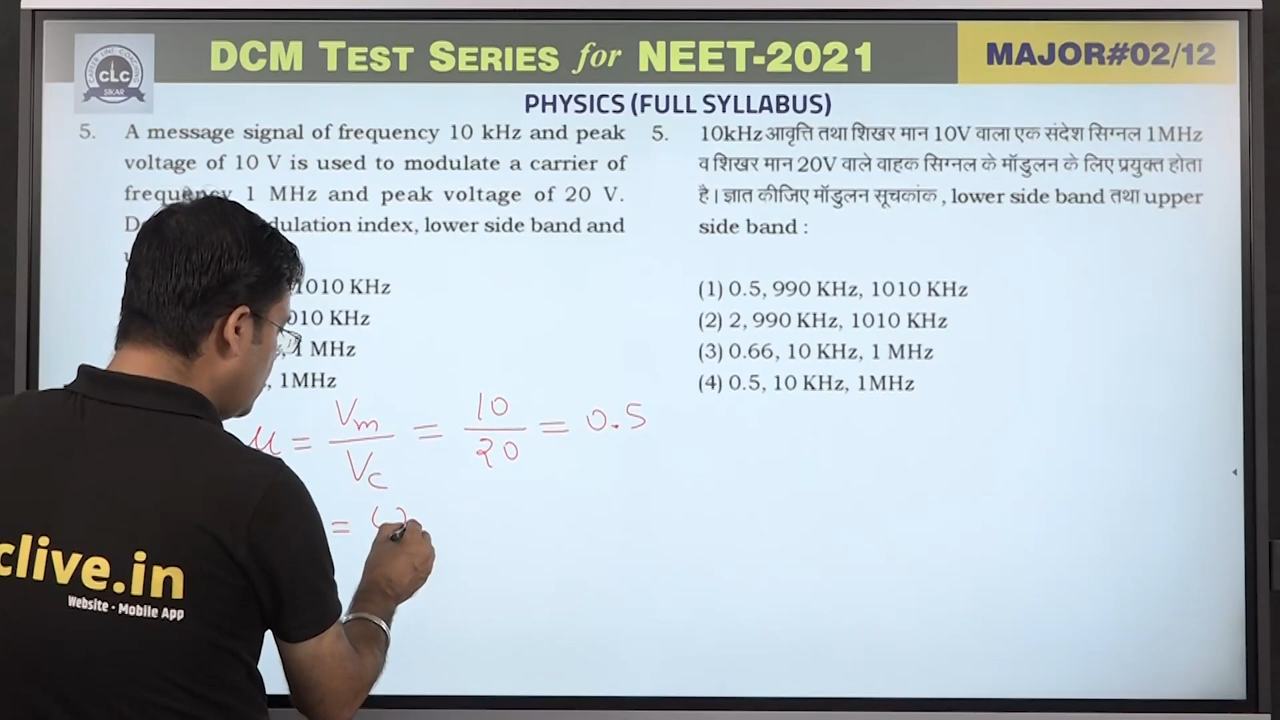 DCM TEST SERIES for NEET-2021
MAJOR#02/12
CAREER LINE COACHING
CLC
SIKAR
PHYSICS (FULL SYLLABUS)
5. A message signal of frequency 10 kHz and peak
voltage of 10 V is used to modulate a carrier of
frequency 1 MHz and peak voltage of 20 V.
modulation index, lower side band and
1010 KHz
010 KHz
, 1 MHz
, 1MHz
5. 10kHz आवृत्ति तथा शिखर मान 10V वाला एक संदेश सिग्नल 1MHz
व शिखर मान 20V वाले वाहक सिग्नल के मॉडुलन के लिए प्रयुक्त होता
है। ज्ञात कीजिए मॉडुलन सूचकांक , lower side band तथा upper
side band :
(1) 0.5, 990 KHz, 1010 KHz
(2) 2, 990 KHz, 1010 KHz
(3) 0.66, 10 KHz, 1 MHz
(4) 0.5, 10 KHz, 1MHz
μ = Vm / Vc = 10 / 20 = 0.5
=
clive.in
Website • Mobile App